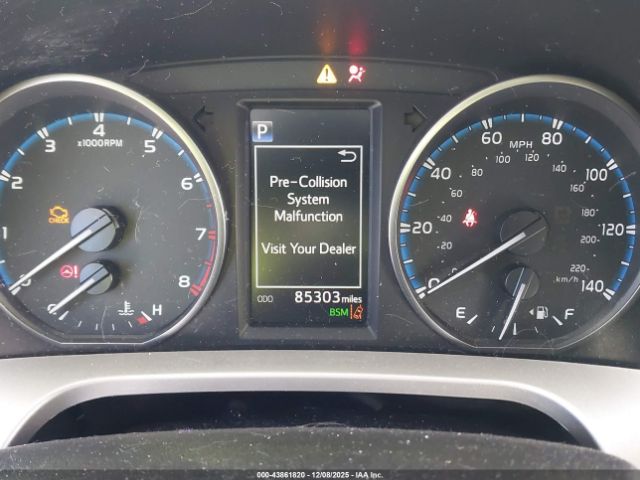 P
Pre-Collision
System
Malfunction
Visit Your Dealer
ODO 85303 miles
BSM
x1000RPM
1
2
3
4
5
6
7
8
CHECK
H
MPH
0
20
40
60
80
100
120
140
20
40
60
80
100
120
140
160
180
200
220
km/h
E
F
000-43861820 - 12/08/2025 - IAA, Inc.